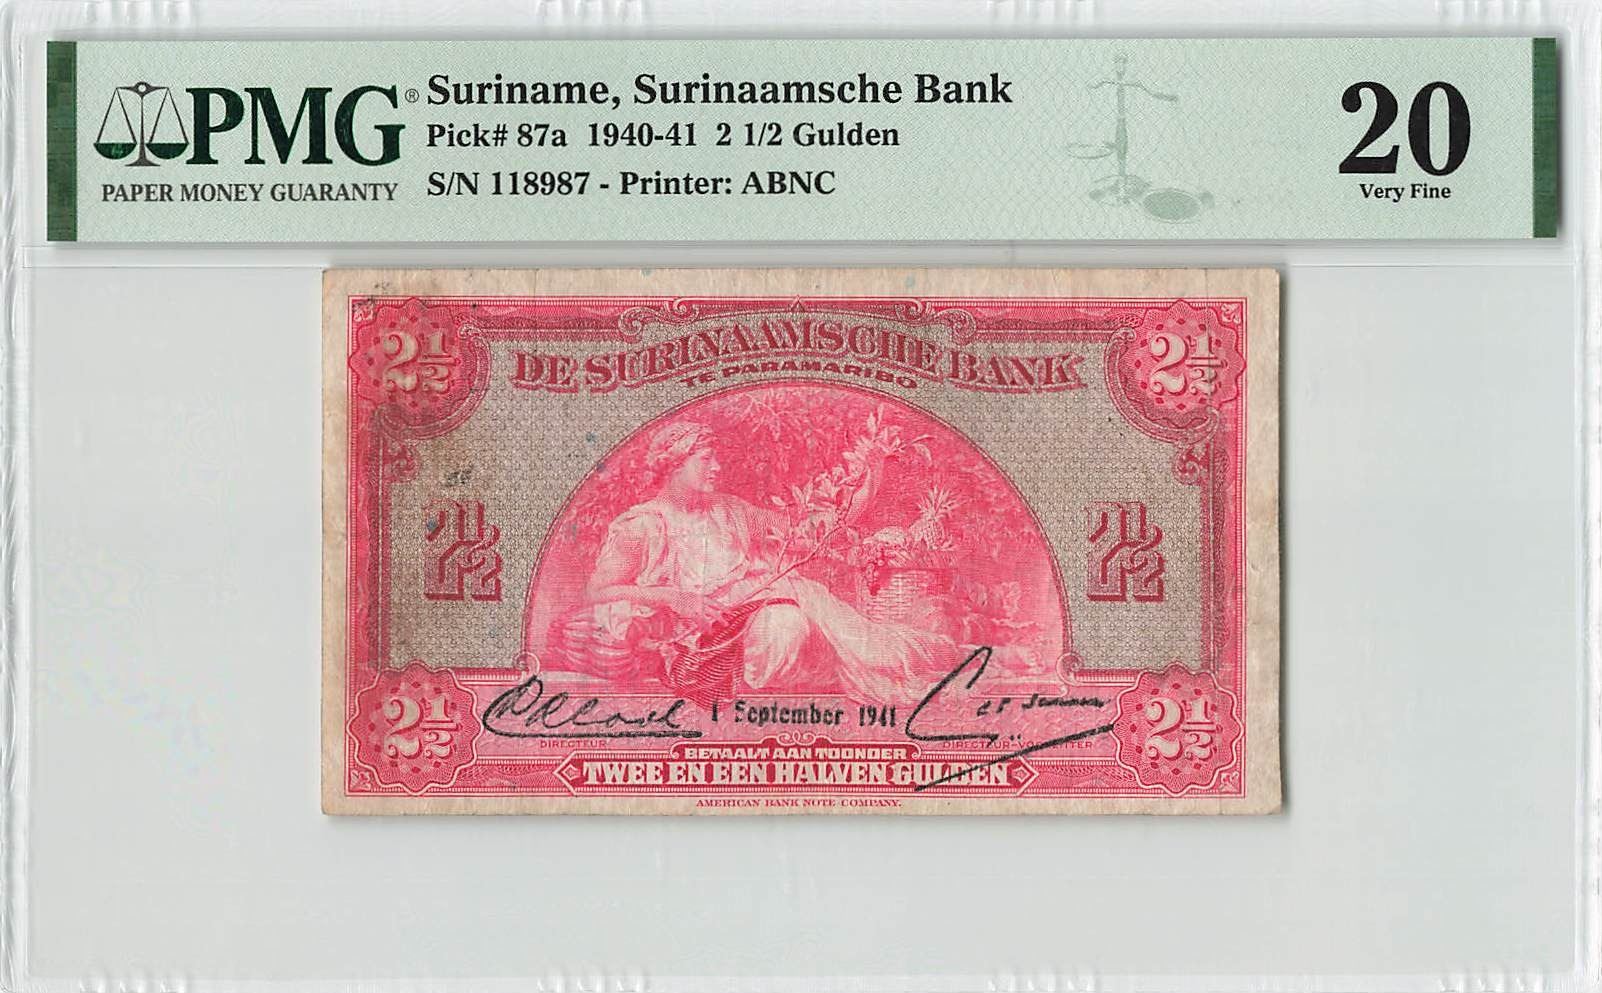 PMG®
PAPER MONEY GUARANTY
Suriname, Surinaamsche Bank
Pick# 87a 1940-41 2 1/2 Gulden
S/N 118987 - Printer: ABNC
20
Very Fine
2½ 2½
DE SURINAAMSCHE BANK
TE PARAMARIBO
2½ 2½
1 September 1941
2½ 2½
DIRECTEUR
BETAALT AAN TOONDER
TWEE EN EEN HALVEN GULDEN
AMERICAN BANK NOTE COMPANY.